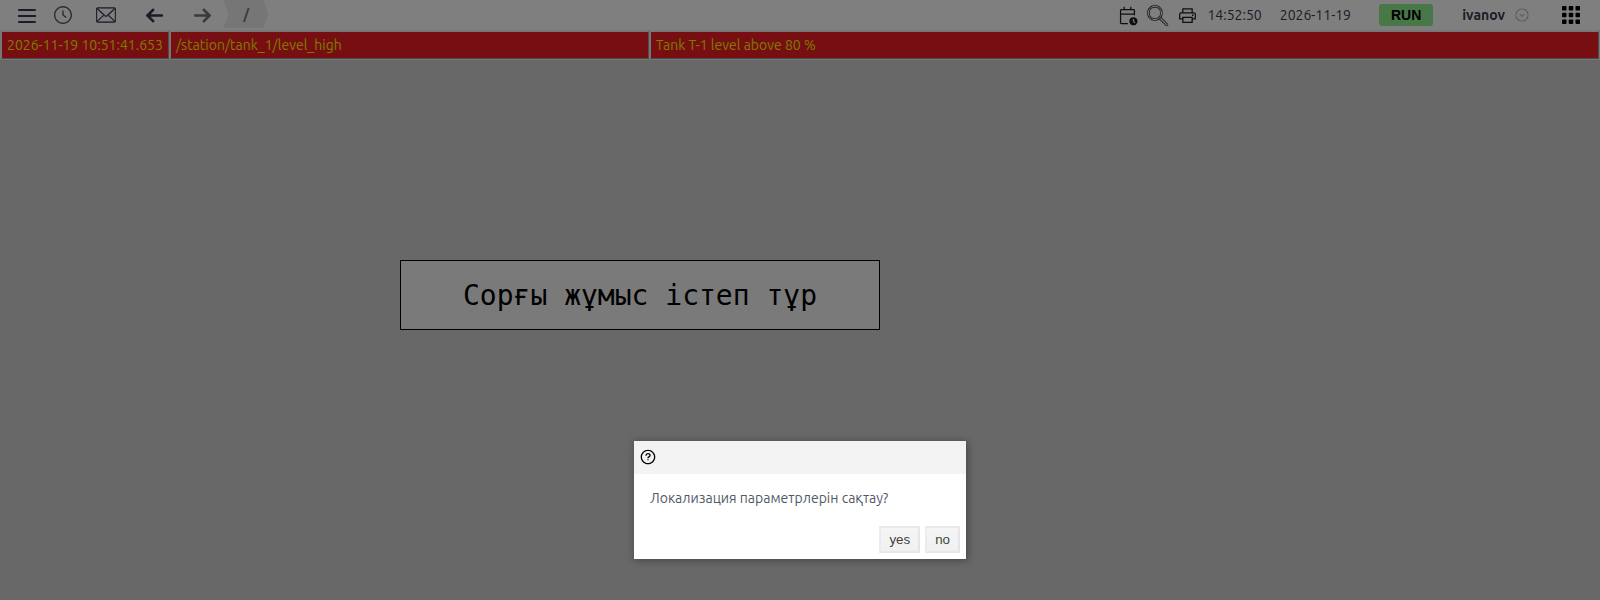 / 14:52:50 2026-11-19 RUN ivanov
2026-11-19 10:51:41.653 /station/tank_1/level_high Tank T-1 level above 80 %
Сорғы жұмыс істеп тұр
Локализация параметрлерін сақтау?
yes no